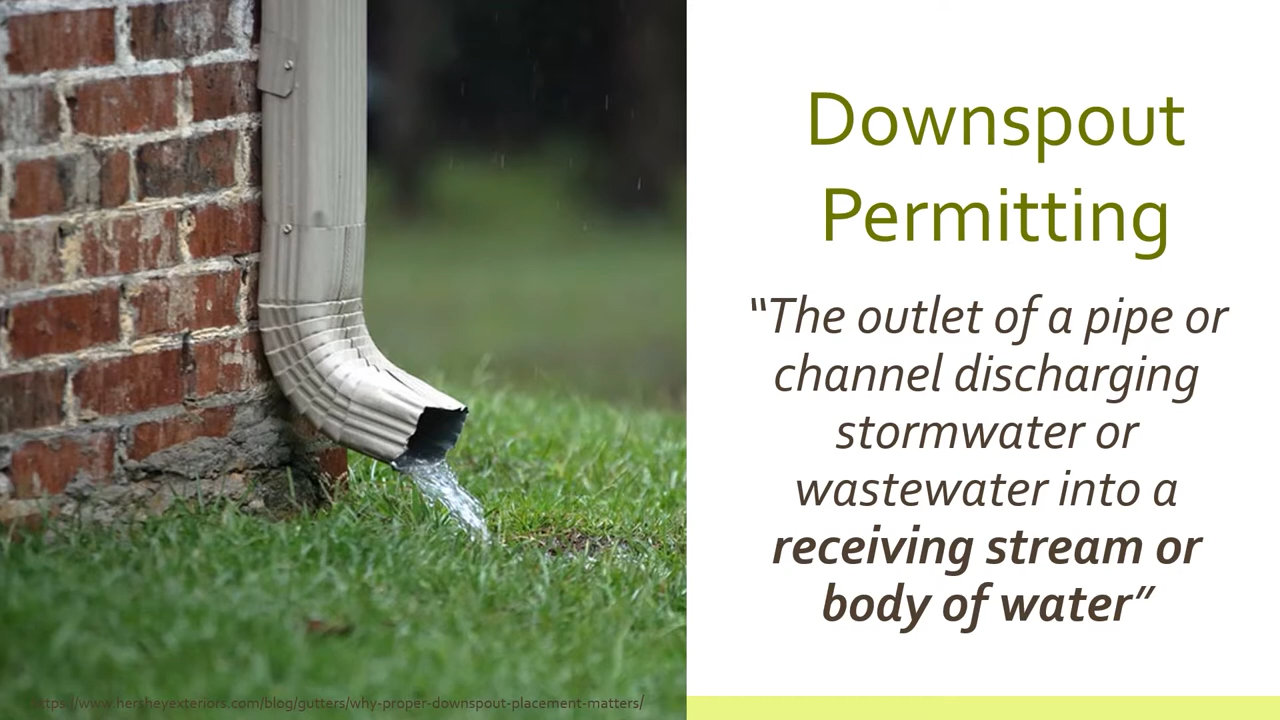 Downspout
Permitting
“The outlet of a pipe or
channel discharging
stormwater or
wastewater into a
receiving stream or
body of water”
https://www.hersheyexteriors.com/blog/gutters/why-proper-downspout-placement-matters/